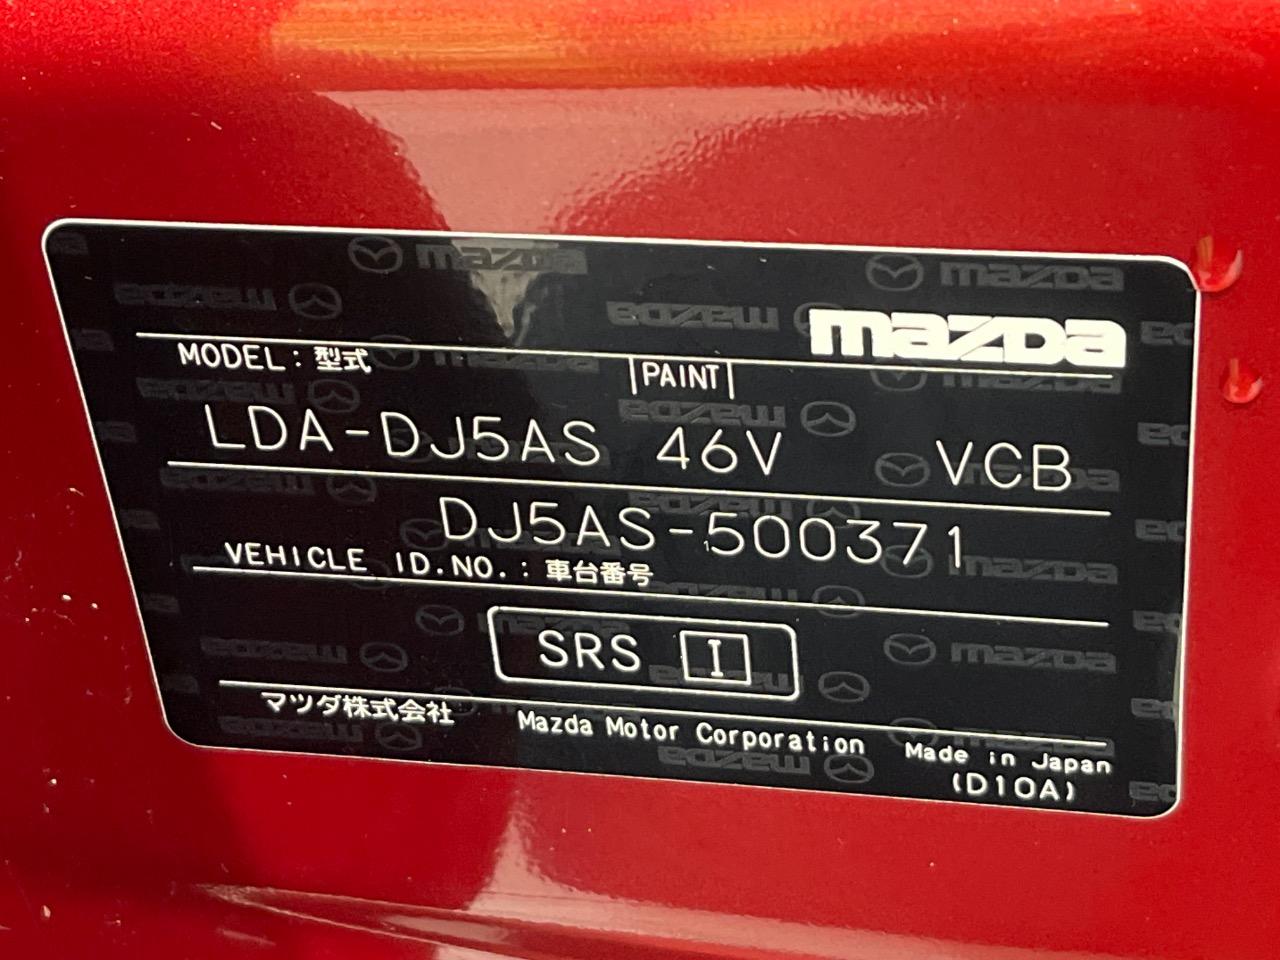 mazda
MODEL：型式
PAINT
LDA-DJ5AS 46V VCB
DJ5AS-500371
VEHICLE ID.NO.：車台番号
SRS I
マツダ株式会社 Mazda Motor Corporation Made in Japan
(D10A)